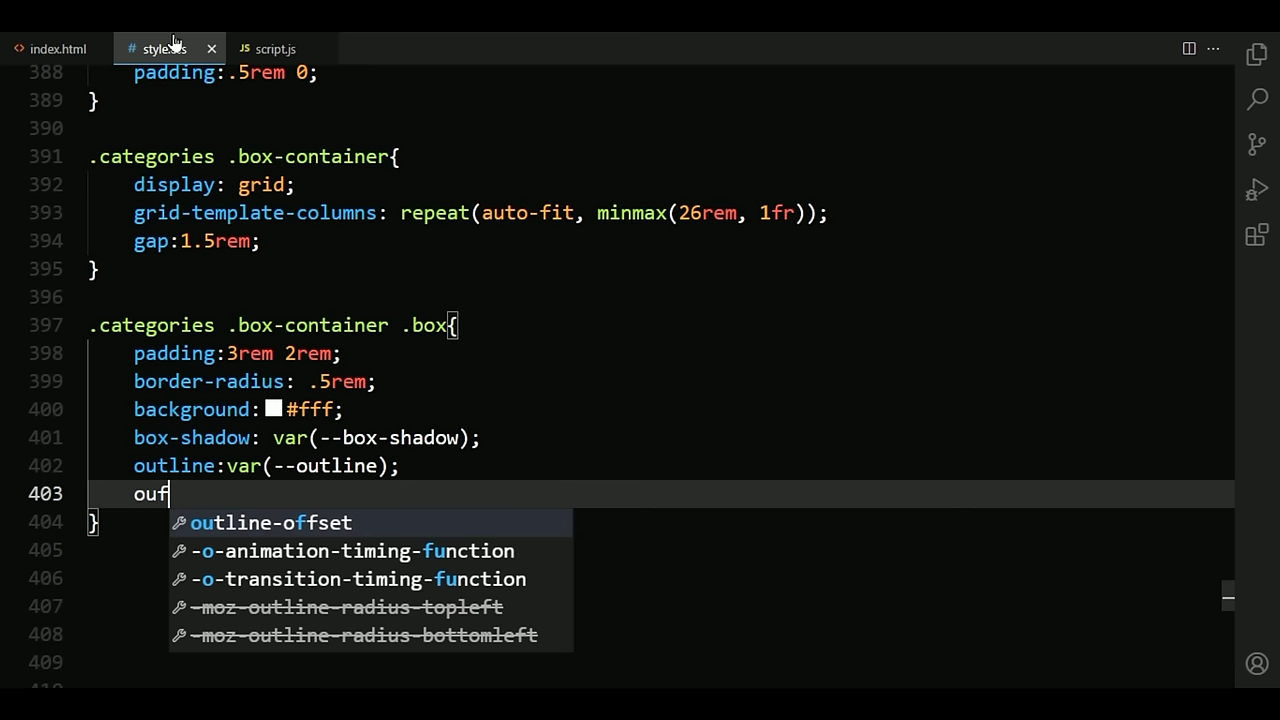 index.html
style.css
JS script.js
388 padding:.5rem 0;
389 }
390
391 .categories .box-container{
392 display: grid;
393 grid-template-columns: repeat(auto-fit, minmax(26rem, 1fr));
394 gap:1.5rem;
395 }
396
397 .categories .box-container .box{
398 padding:3rem 2rem;
399 border-radius: .5rem;
400 background:#fff;
401 box-shadow: var(--box-shadow);
402 outline:var(--outline);
403 ouf
404 }
outline-offset
405
-o-animation-timing-function
406
-o-transition-timing-function
407
-moz-outline-radius-topleft
408
-moz-outline-radius-bottomleft
409
410